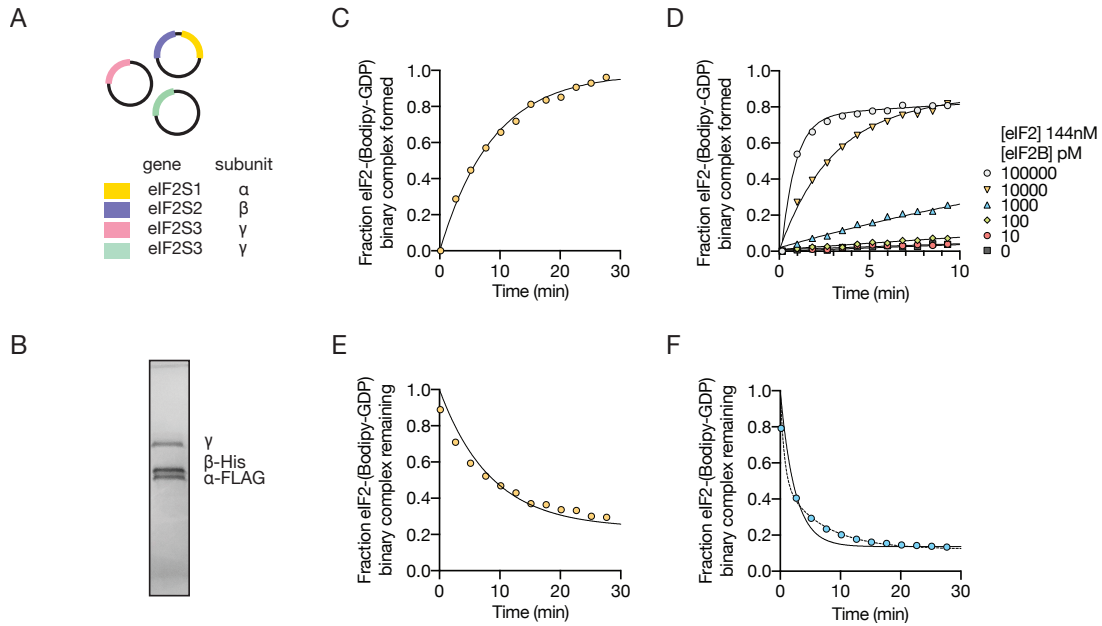 A
gene subunit
eIF2S1 α
eIF2S2 β
eIF2S3 γ
eIF2S3 γ
B
γ
β-His
α-FLAG
C
Fraction eIF2-(Bodipy-GDP)
binary complex formed
1.0
0.8
0.6
0.4
0.2
0.0
0 10 20 30
Time (min)
D
Fraction eIF2-(Bodipy-GDP)
binary complex formed
1.0
0.8
0.6
0.4
0.2
0.0
0 5 10
Time (min)
[eIF2] 144nM
[eIF2B] pM
100000
10000
1000
100
10
0
E
Fraction eIF2-(Bodipy-GDP)
binary complex remaining
1.0
0.8
0.6
0.4
0.2
0.0
0 10 20 30
Time (min)
F
Fraction eIF2-(Bodipy-GDP)
binary complex remaining
1.0
0.8
0.6
0.4
0.2
0.0
0 10 20 30
Time (min)